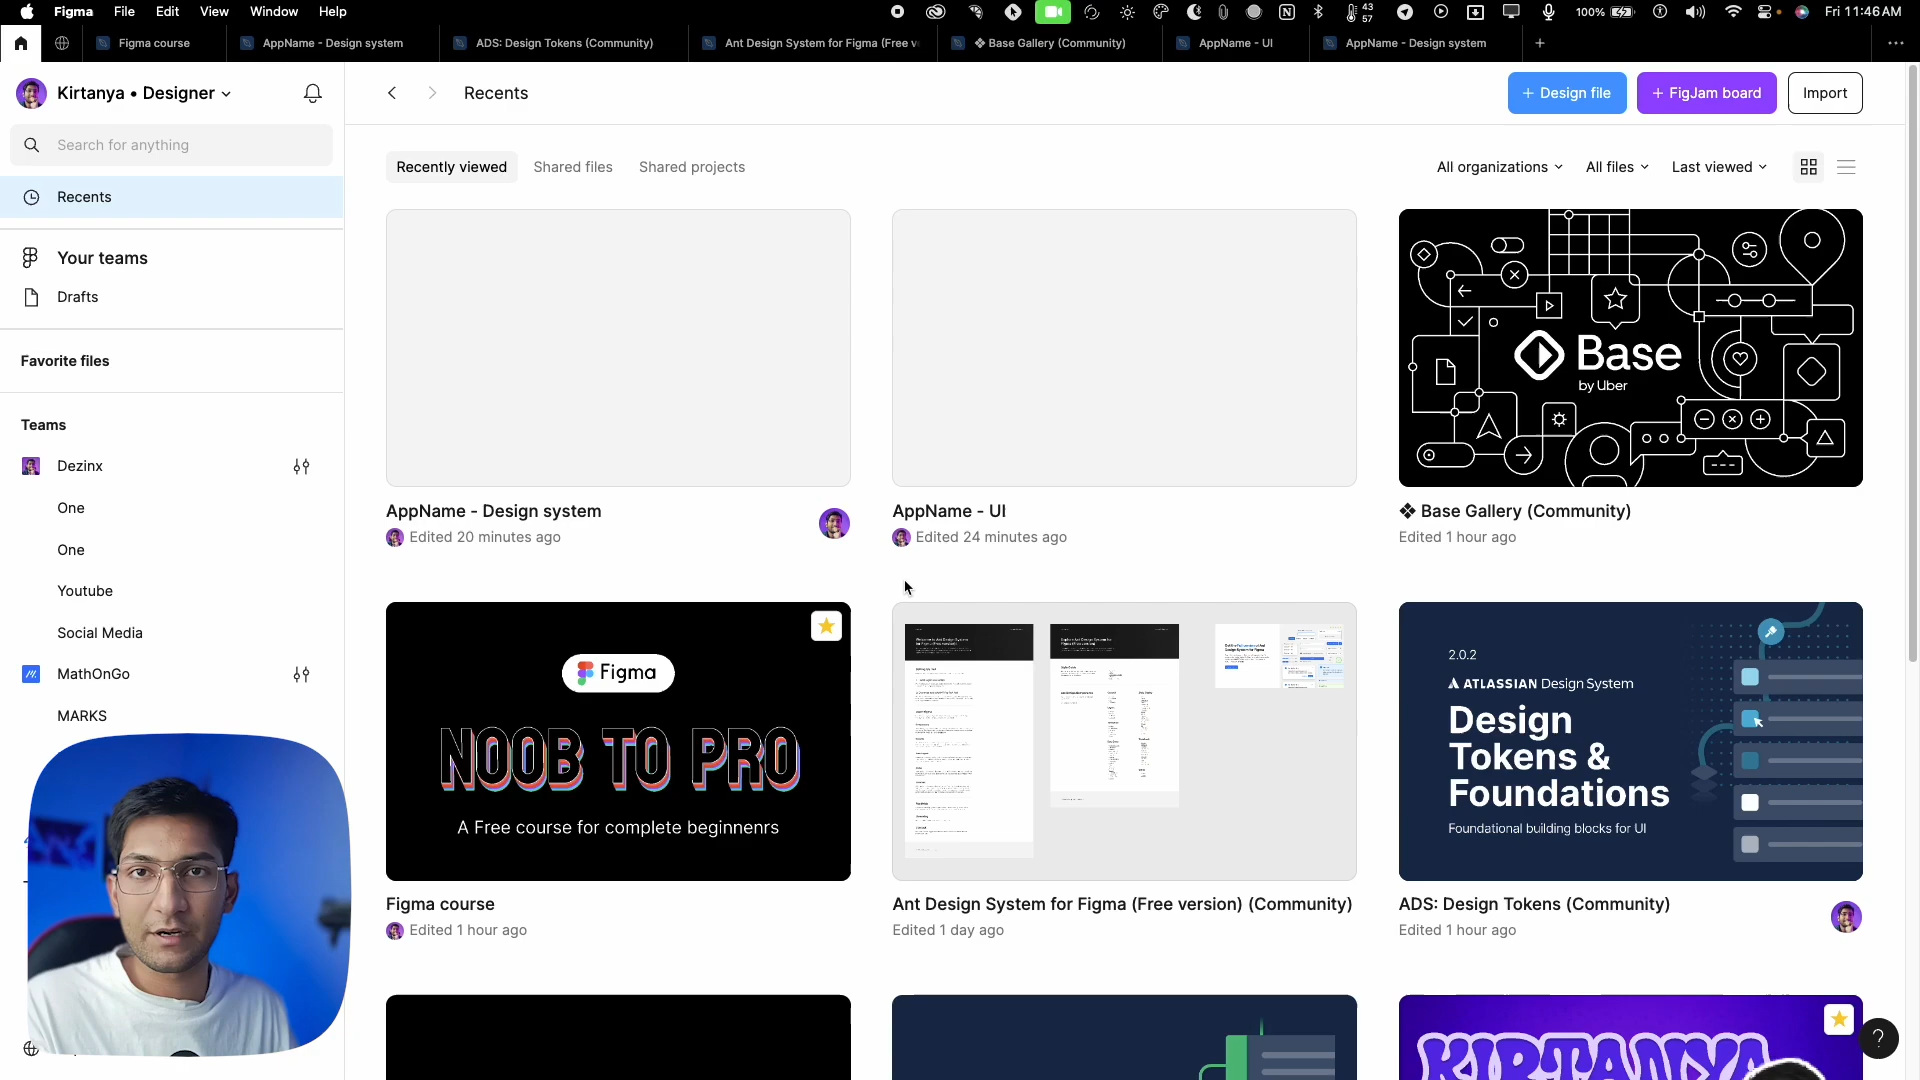 Figma File Edit View Window Help
43
57
100%
Fri 11:46 AM
Figma course
AppName - Design system
ADS: Design Tokens (Community)
Ant Design System for Figma (Free v
❖ Base Gallery (Community)
AppName - UI
AppName - Design system
Kirtanya • Designer
Recents
+ Design file
+ FigJam board
Import
Search for anything
Recents
Your teams
Drafts
Favorite files
Teams
Dezinx
One
One
Youtube
Social Media
MathOnGo
MARKS
Recently viewed
Shared files
Shared projects
All organizations
All files
Last viewed
Base
by Uber
AppName - Design system
Edited 20 minutes ago
AppName - UI
Edited 24 minutes ago
❖ Base Gallery (Community)
Edited 1 hour ago
Figma
NOOB TO PRO
A Free course for complete beginnenrs
Figma course
Edited 1 hour ago
Ant Design System for Figma (Free version) (Community)
Edited 1 day ago
2.0.2
ATLASSIAN Design System
Design
Tokens &
Foundations
Foundational building blocks for UI
ADS: Design Tokens (Community)
Edited 1 hour ago
KIRTANYA
?